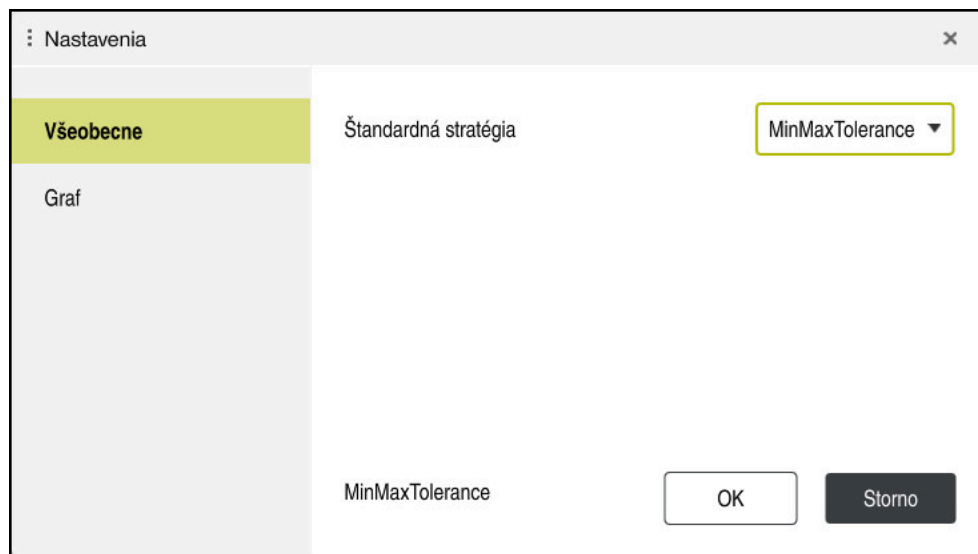 Nastavenia
Všeobecne
Graf
Štandardná stratégia
MinMaxTolerance
MinMaxTolerance
OK
Storno